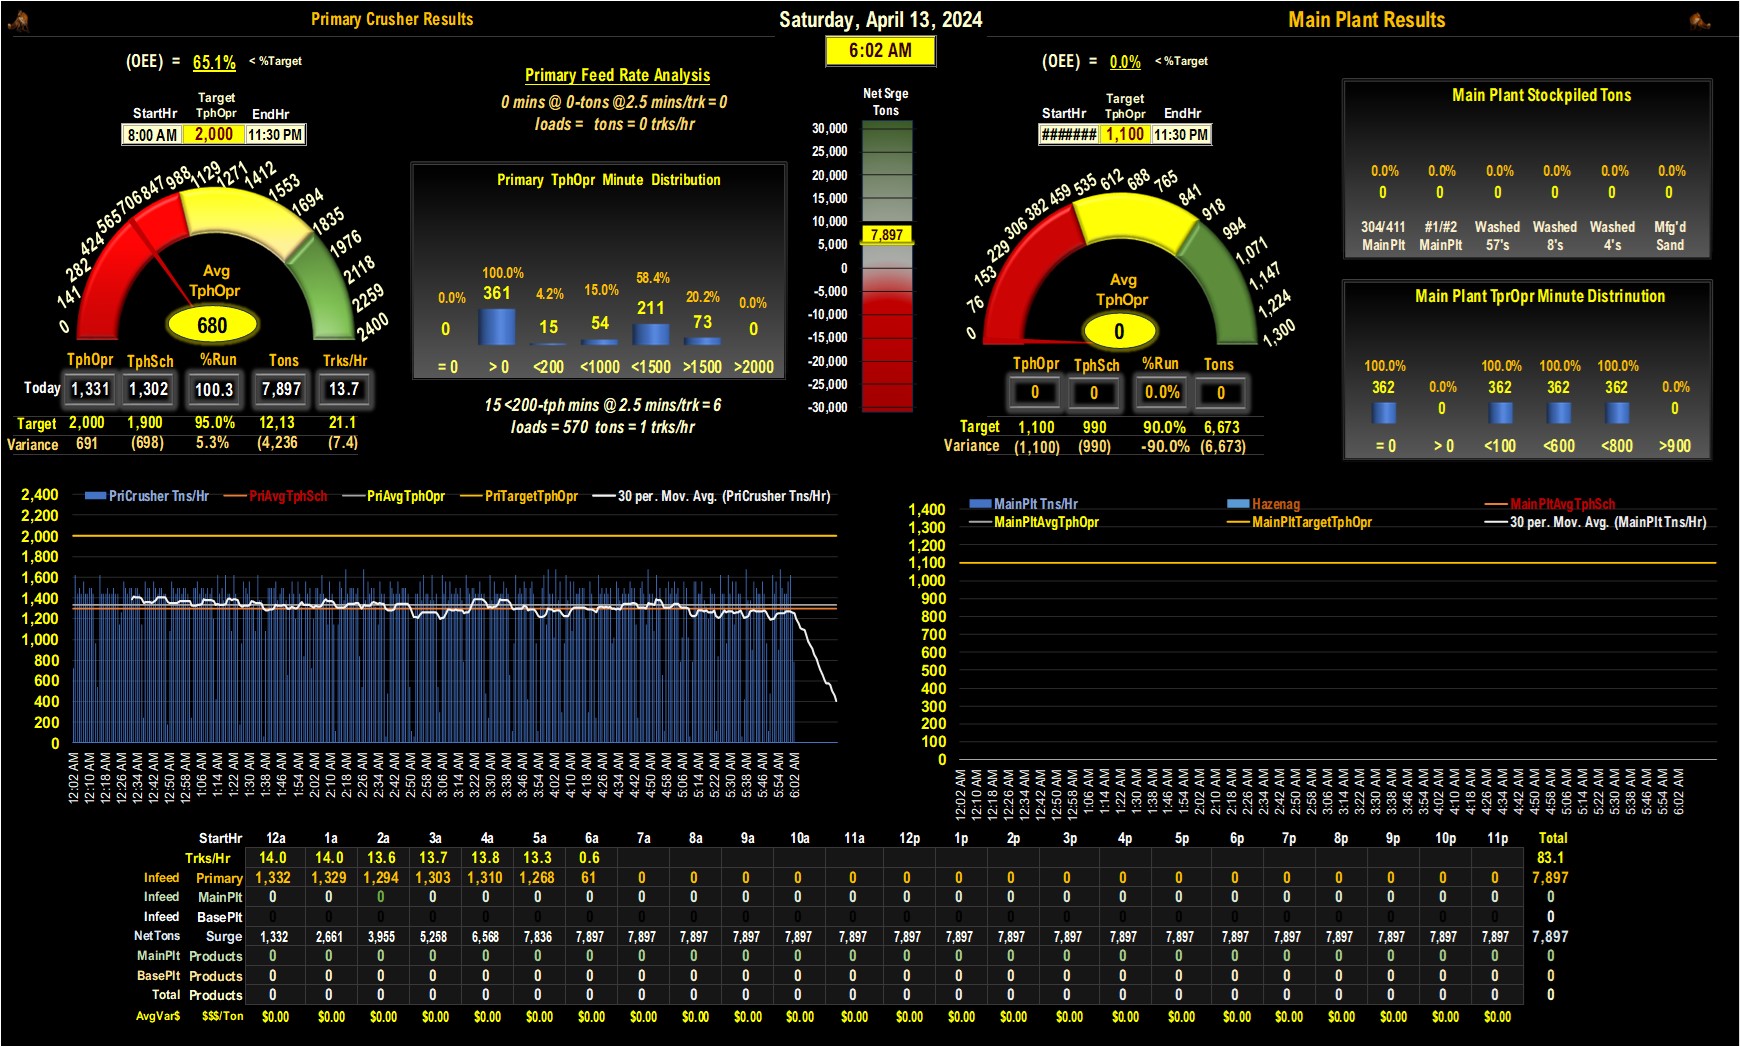 Primary Crusher Results
Saturday, April 13, 2024
Main Plant Results
6:02 AM
(OEE) = 65.1% < %Target
Target
StartHr TphOpr EndHr
8:00 AM 2,000 11:30 PM
Primary Feed Rate Analysis
0 mins @ 0-tons @2.5 mins/trk = 0
loads = tons = 0 trks/hr
Net Srge
Tons
30,000
25,000
20,000
15,000
10,000
7,897
5,000
0
-5,000
-10,000
-15,000
-20,000
-25,000
-30,000
(OEE) = 0.0% < %Target
Target
StartHr TphOpr EndHr
####### 1,100 11:30 PM
0 141 282 424 565 706 847 988 1129 1271 1412 1553 1694 1835 1976 2118 2259 2400
Avg
TphOpr
680
TphOpr TphSch %Run Tons Trks/Hr
Today 1,331 1,302 100.3 7,897 13.7
Target 2,000 1,900 95.0% 12,13 21.1
Variance 691 (698) 5.3% (4,236 (7.4)
Primary TphOpr Minute Distribution
0.0% 100.0% 4.2% 15.0% 58.4% 20.2% 0.0%
0 361 15 54 211 73 0
= 0 > 0 <200 <1000 <1500 >1500 >2000
15 <200-tph mins @ 2.5 mins/trk = 6
loads = 570 tons = 1 trks/hr
0 76 153 229 306 382 459 535 612 688 765 841 918 994 1,071 1,147 1,224 1,300
Avg
TphOpr
0
TphOpr TphSch %Run Tons
0 0 0.0% 0
Target 1,100 990 90.0% 6,673
Variance (1,100) (990) -90.0% (6,673)
Main Plant Stockpiled Tons
0.0% 0.0% 0.0% 0.0% 0.0% 0.0%
0 0 0 0 0 0
304/411 #1/#2 Washed Washed Washed Mfg'd
MainPlt MainPlt 57's 8's 4's Sand
Main Plant TprOpr Minute Distrinution
100.0% 0.0% 100.0% 100.0% 100.0% 0.0%
362 0 362 362 362 0
= 0 > 0 <100 <600 <800 >900
PriCrusher Tns/Hr PriAvgTphSch PriAvgTphOpr PriTargetTphOpr 30 per. Mov. Avg. (PriCrusher Tns/Hr)
2,400
2,200
2,000
1,800
1,600
1,400
1,200
1,000
800
600
400
200
0
12:02 AM 12:10 AM 12:18 AM 12:26 AM 12:34 AM 12:42 AM 12:50 AM 12:58 AM 1:06 AM 1:14 AM 1:22 AM 1:30 AM 1:38 AM 1:46 AM 1:54 AM 2:02 AM 2:10 AM 2:18 AM 2:26 AM 2:34 AM 2:42 AM 2:50 AM 2:58 AM 3:06 AM 3:14 AM 3:22 AM 3:30 AM 3:38 AM 3:46 AM 3:54 AM 4:02 AM 4:10 AM 4:18 AM 4:26 AM 4:34 AM 4:42 AM 4:50 AM 4:58 AM 5:06 AM 5:14 AM 5:22 AM 5:30 AM 5:38 AM 5:46 AM 5:54 AM 6:02 AM
MainPlt Tns/Hr Hazenag MainPltAvgTphSch
MainPltAvgTphOpr MainPltTargetTphOpr 30 per. Mov. Avg. (MainPlt Tns/Hr)
1,400
1,300
1,200
1,100
1,000
900
800
700
600
500
400
300
200
100
0
12:02 AM 12:10 AM 12:18 AM 12:26 AM 12:34 AM 12:42 AM 12:50 AM 12:58 AM 1:06 AM 1:14 AM 1:22 AM 1:30 AM 1:38 AM 1:46 AM 1:54 AM 2:02 AM 2:10 AM 2:18 AM 2:26 AM 2:34 AM 2:42 AM 2:50 AM 2:58 AM 3:06 AM 3:14 AM 3:22 AM 3:30 AM 3:38 AM 3:46 AM 3:54 AM 4:02 AM 4:10 AM 4:18 AM 4:26 AM 4:34 AM 4:42 AM 4:50 AM 4:58 AM 5:06 AM 5:14 AM 5:22 AM 5:30 AM 5:38 AM 5:46 AM 5:54 AM 6:02 AM
StartHr 12a 1a 2a 3a 4a 5a 6a 7a 8a 9a 10a 11a 12p 1p 2p 3p 4p 5p 6p 7p 8p 9p 10p 11p Total
Trks/Hr 14.0 14.0 13.6 13.7 13.8 13.3 0.6 83.1
Infeed Primary 1,332 1,329 1,294 1,303 1,310 1,268 61 0 0 0 0 0 0 0 0 0 0 0 0 0 0 0 0 0 7,897
Infeed MainPlt 0 0 0 0 0 0 0 0 0 0 0 0 0 0 0 0 0 0 0 0 0 0 0 0 0
Infeed BasePlt 0 0 0 0 0 0 0 0 0 0 0 0 0 0 0 0 0 0 0 0 0 0 0 0 0
NetTons Surge 1,332 2,661 3,955 5,258 6,568 7,836 7,897 7,897 7,897 7,897 7,897 7,897 7,897 7,897 7,897 7,897 7,897 7,897 7,897 7,897 7,897 7,897 7,897 7,897 7,897
MainPlt Products 0 0 0 0 0 0 0 0 0 0 0 0 0 0 0 0 0 0 0 0 0 0 0 0 0
BasePlt Products 0 0 0 0 0 0 0 0 0 0 0 0 0 0 0 0 0 0 0 0 0 0 0 0 0
Total Products 0 0 0 0 0 0 0 0 0 0 0 0 0 0 0 0 0 0 0 0 0 0 0 0 0
AvgVar$ $$$/Ton $0.00 $0.00 $0.00 $0.00 $0.00 $0.00 $0.00 $0.00 $0.00 $0.00 $0.00 $0.00 $0.00 $0.00 $0.00 $0.00 $0.00 $0.00 $0.00 $0.00 $0.00 $0.00 $0.00 $0.00